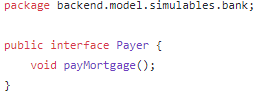 package backend.model.simulables.bank;
public interface Payer {
    void payMortgage();
}